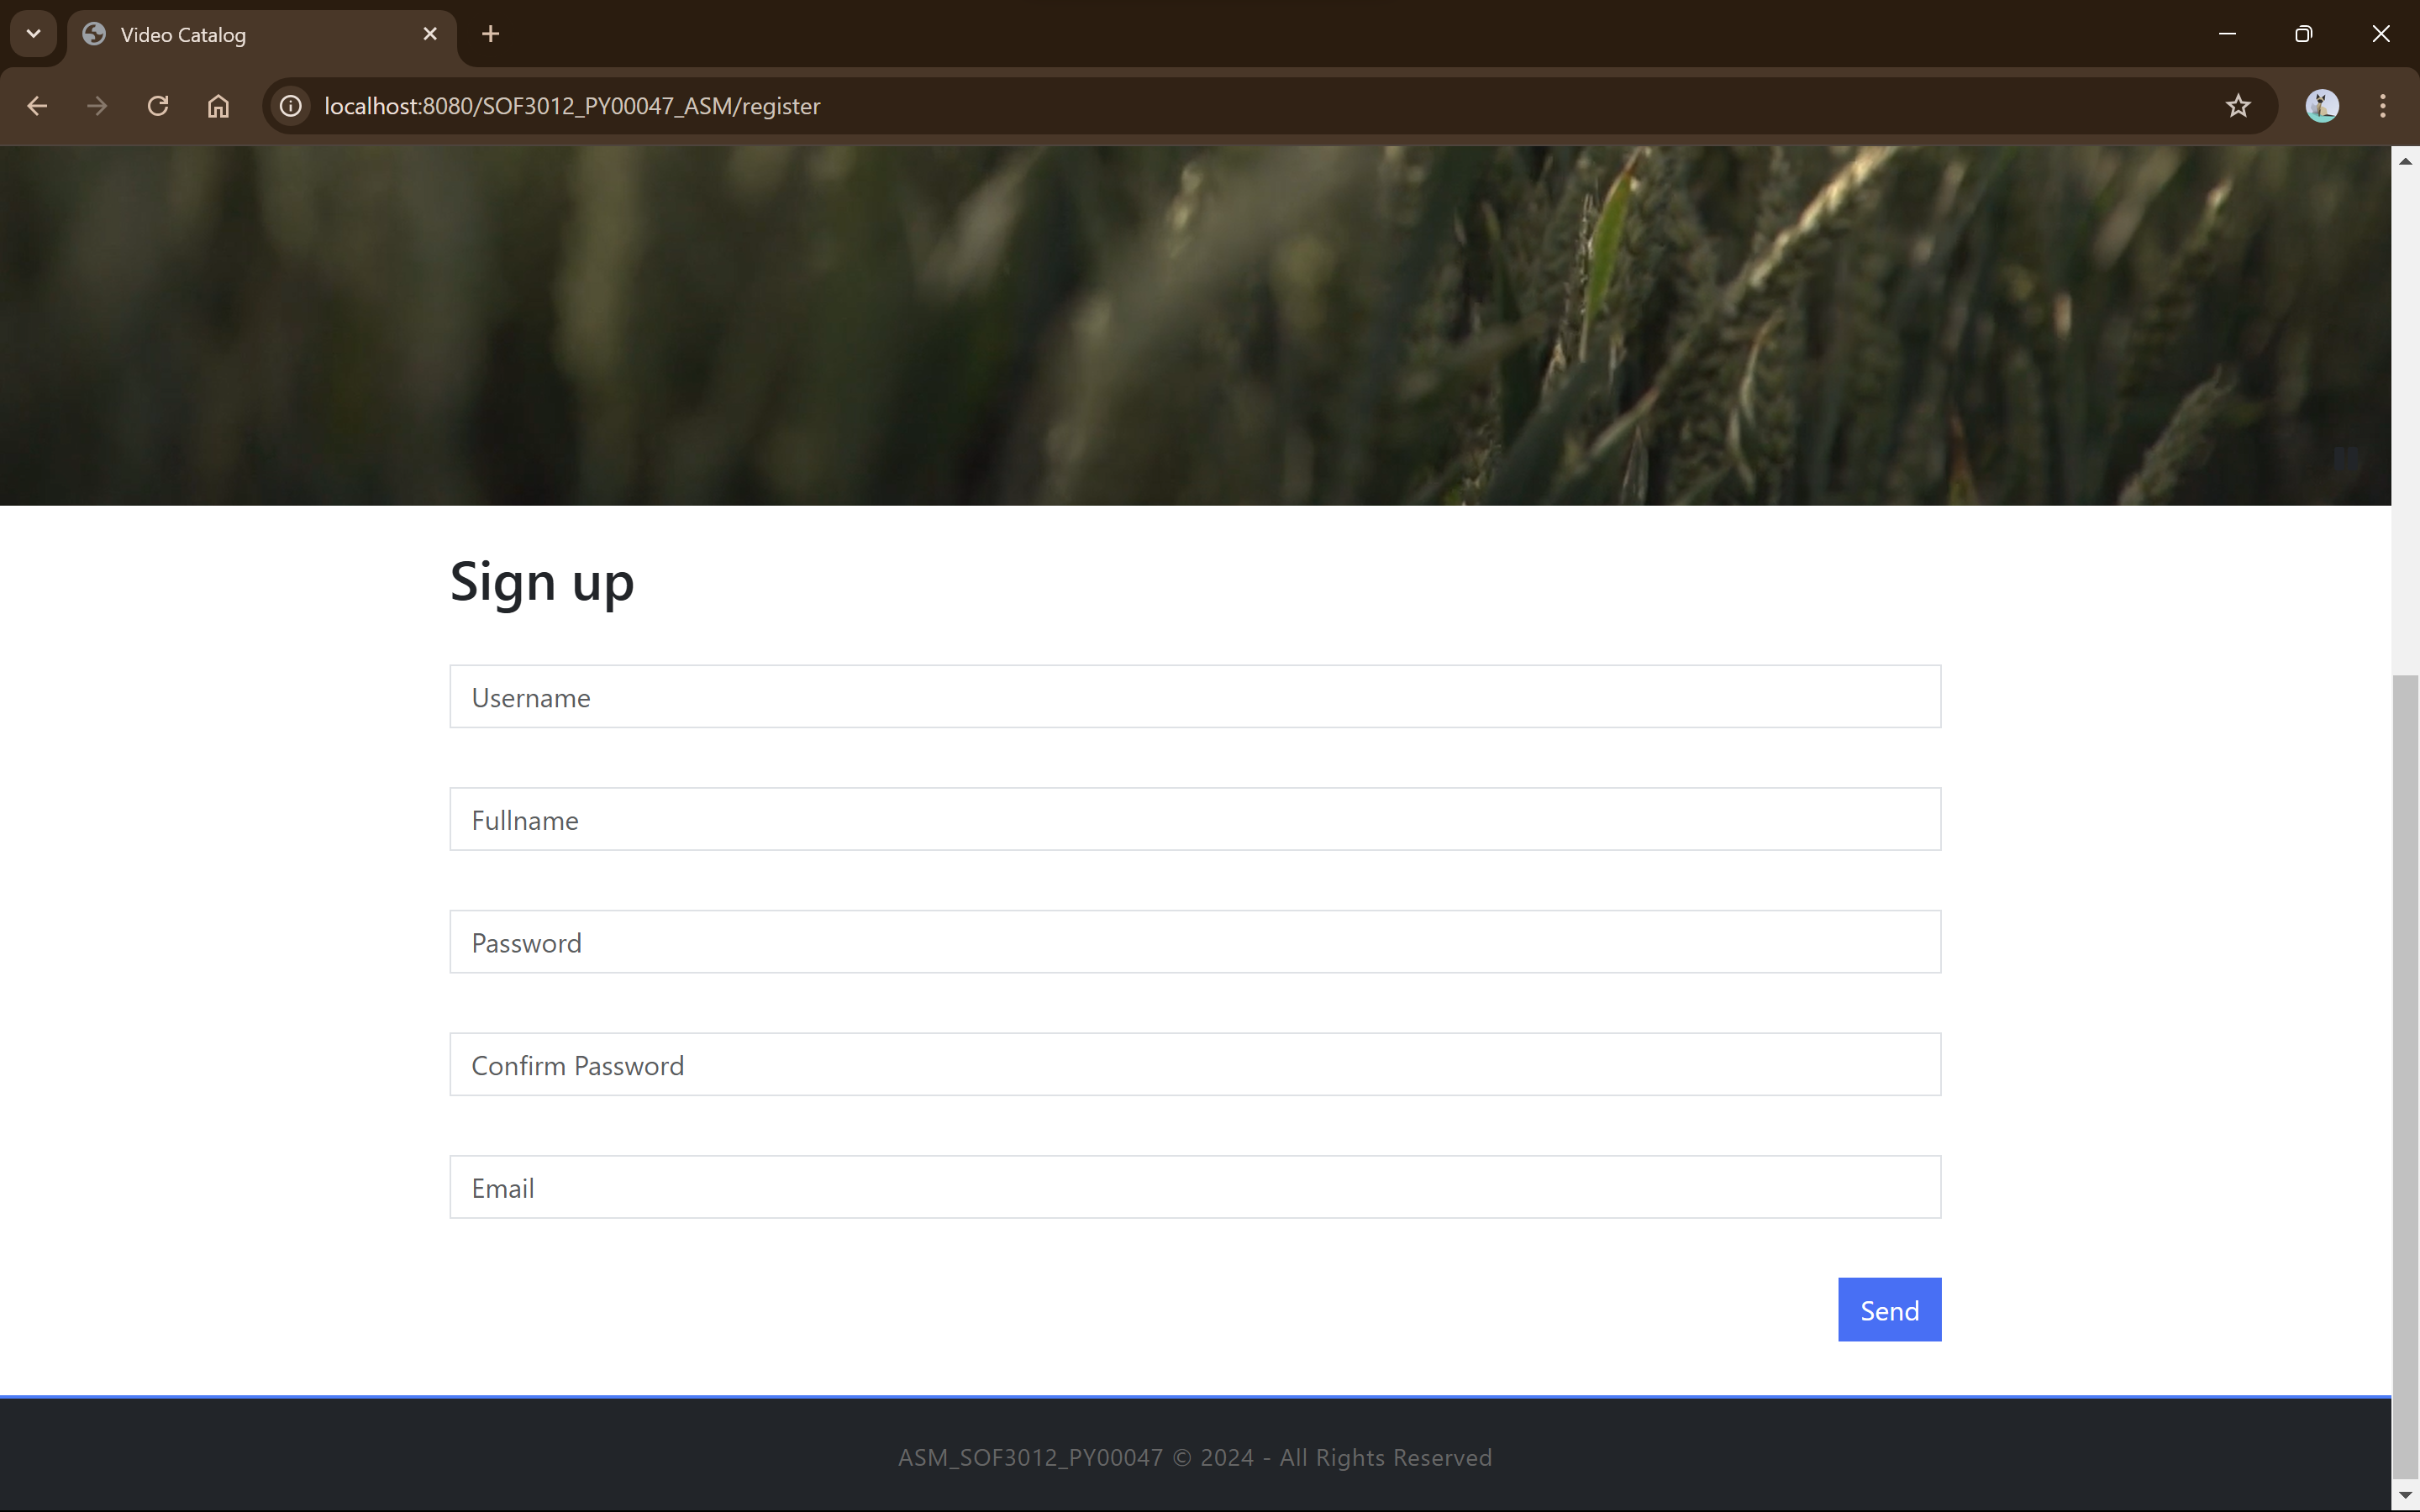 Video Catalog
localhost:8080/SOF3012_PY00047_ASM/register
Sign up
Username
Fullname
Password
Confirm Password
Email
Send
ASM_SOF3012_PY00047 © 2024 - All Rights Reserved